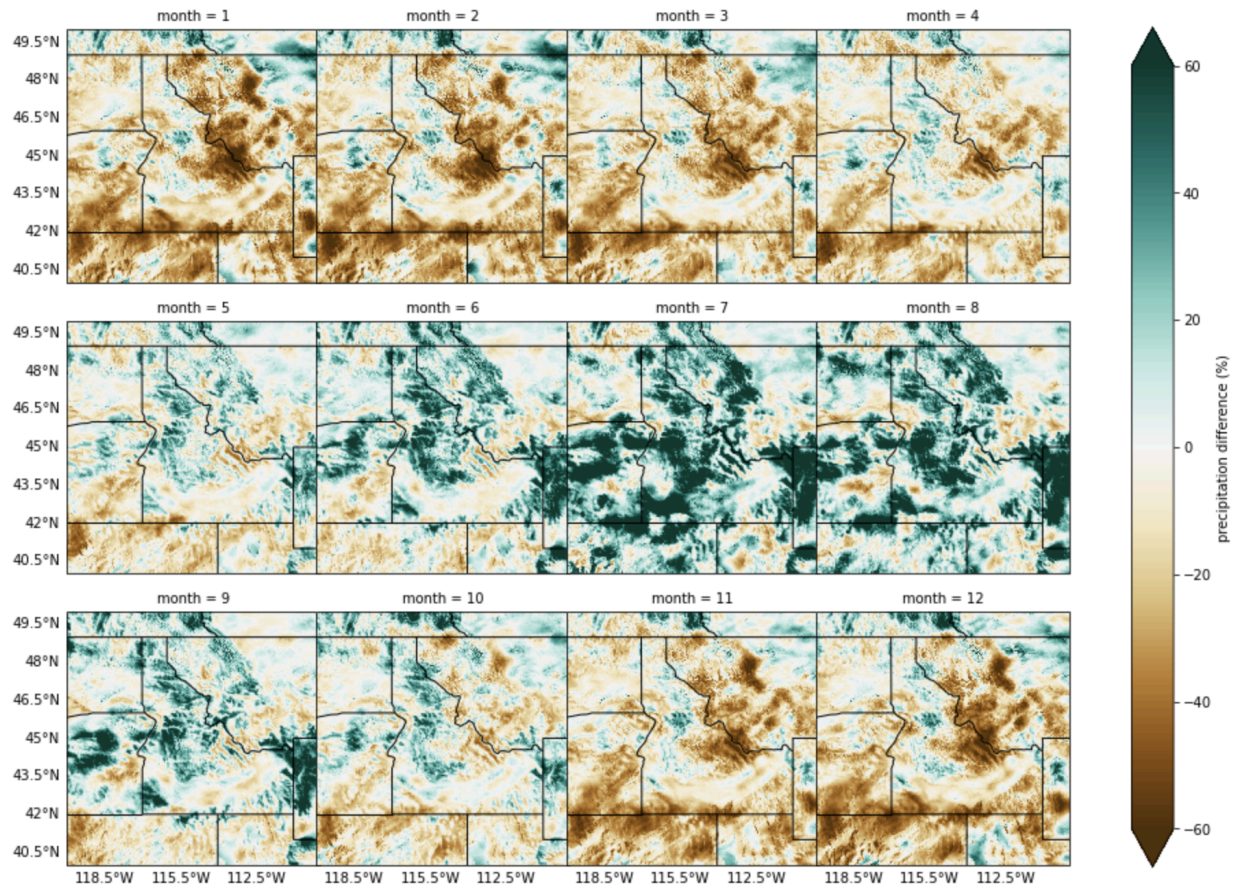 month = 1 month = 2 month = 3 month = 4
49.5°N
48°N
46.5°N
45°N
43.5°N
42°N
40.5°N
month = 5 month = 6 month = 7 month = 8
49.5°N
48°N
46.5°N
45°N
43.5°N
42°N
40.5°N
month = 9 month = 10 month = 11 month = 12
49.5°N
48°N
46.5°N
45°N
43.5°N
42°N
40.5°N
118.5°W 115.5°W 112.5°W 118.5°W 115.5°W 112.5°W 118.5°W 115.5°W 112.5°W 118.5°W 115.5°W 112.5°W
60
40
20
0
−20
−40
−60
precipitation difference (%)